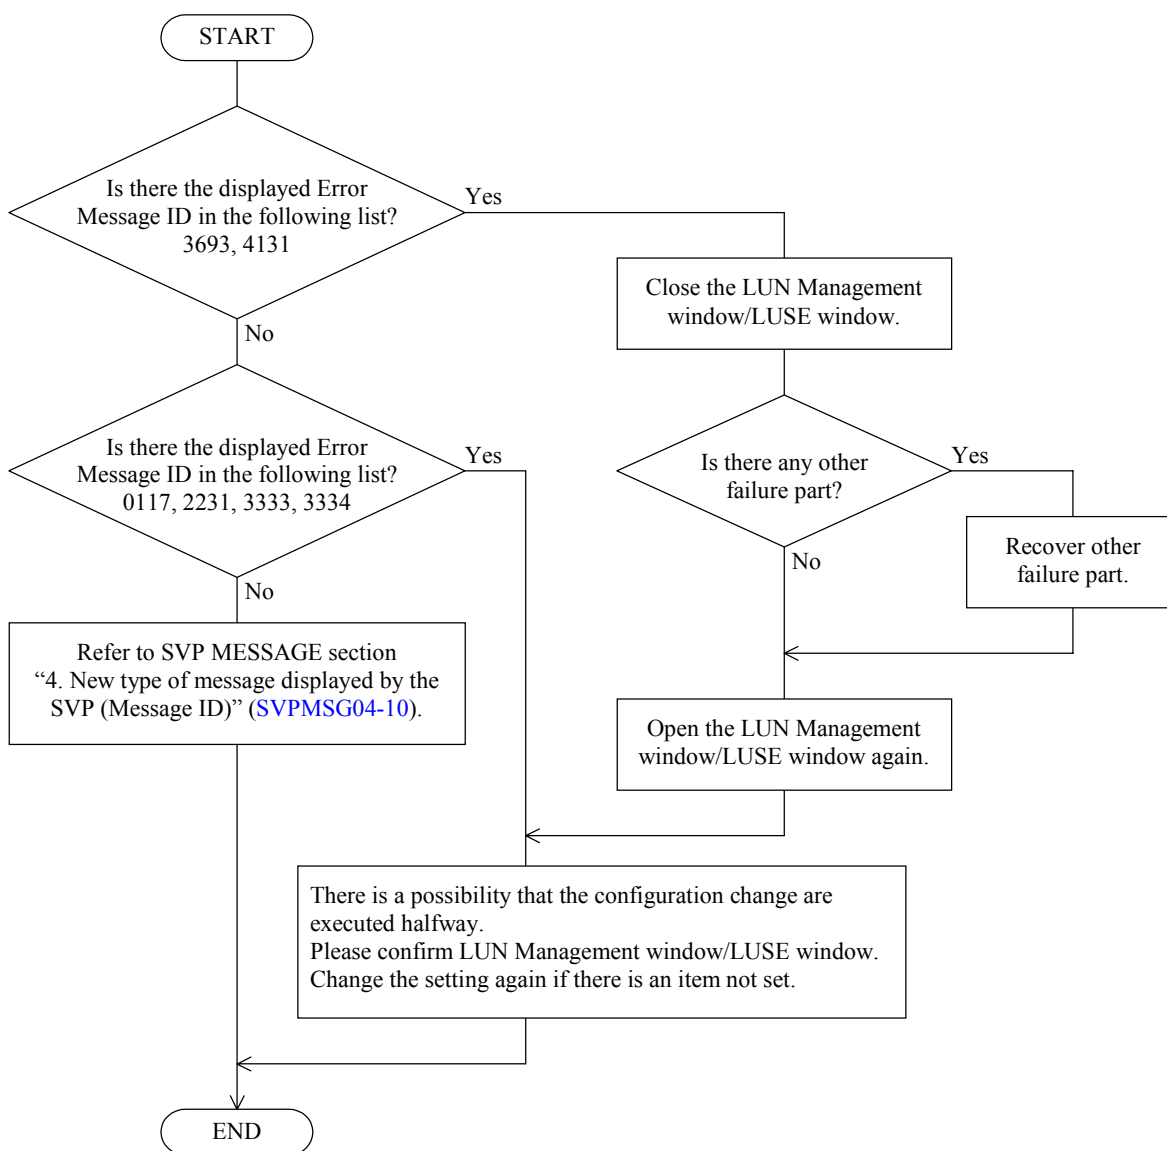 START
Is there the displayed Error
Message ID in the following list?
3693, 4131
Yes
No
Close the LUN Management
window/LUSE window.
Is there the displayed Error
Message ID in the following list?
0117, 2231, 3333, 3334
Yes
No
Is there any other
failure part?
Yes
No
Recover other
failure part.
Refer to SVP MESSAGE section
“4. New type of message displayed by the
SVP (Message ID)” (SVPMSG04-10).
Open the LUN Management
window/LUSE window again.
There is a possibility that the configuration change are
executed halfway.
Please confirm LUN Management window/LUSE window.
Change the setting again if there is an item not set.
END